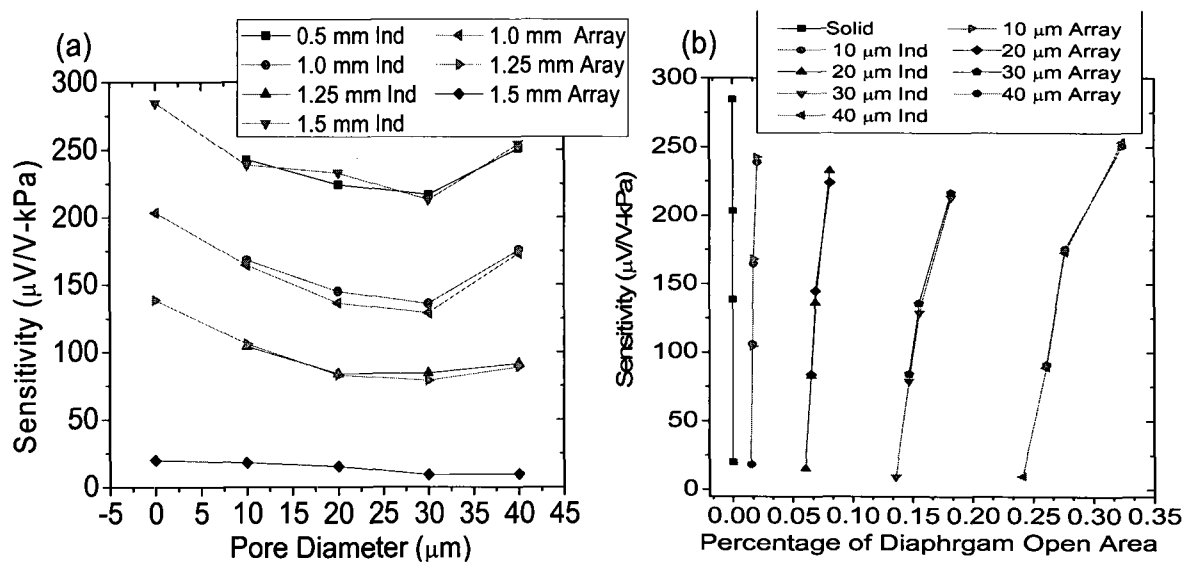 (a)
0.5 mm Ind
1.0 mm Ind
1.25 mm Ind
1.5 mm Ind
1.0 mm Array
1.25 mm Aray
1.5 mm Array
Sensitivity (µV/V-kPa)
300
250
200
150
100
50
0
-5 0 5 10 15 20 25 30 35 40 45
Pore Diameter (µm)
(b)
Solid
10 µm Ind
20 µm Ind
30 µm Ind
40 µm Ind
10 µm Array
20 µm Array
30 µm Array
40 µm Array
Sensitivity (µV/V-kPa)
300
250
200
150
100
50
0
0.00 0.05 0.10 0.15 0.20 0.25 0.30 0.35
Percentage of Diaphrgam Open Area